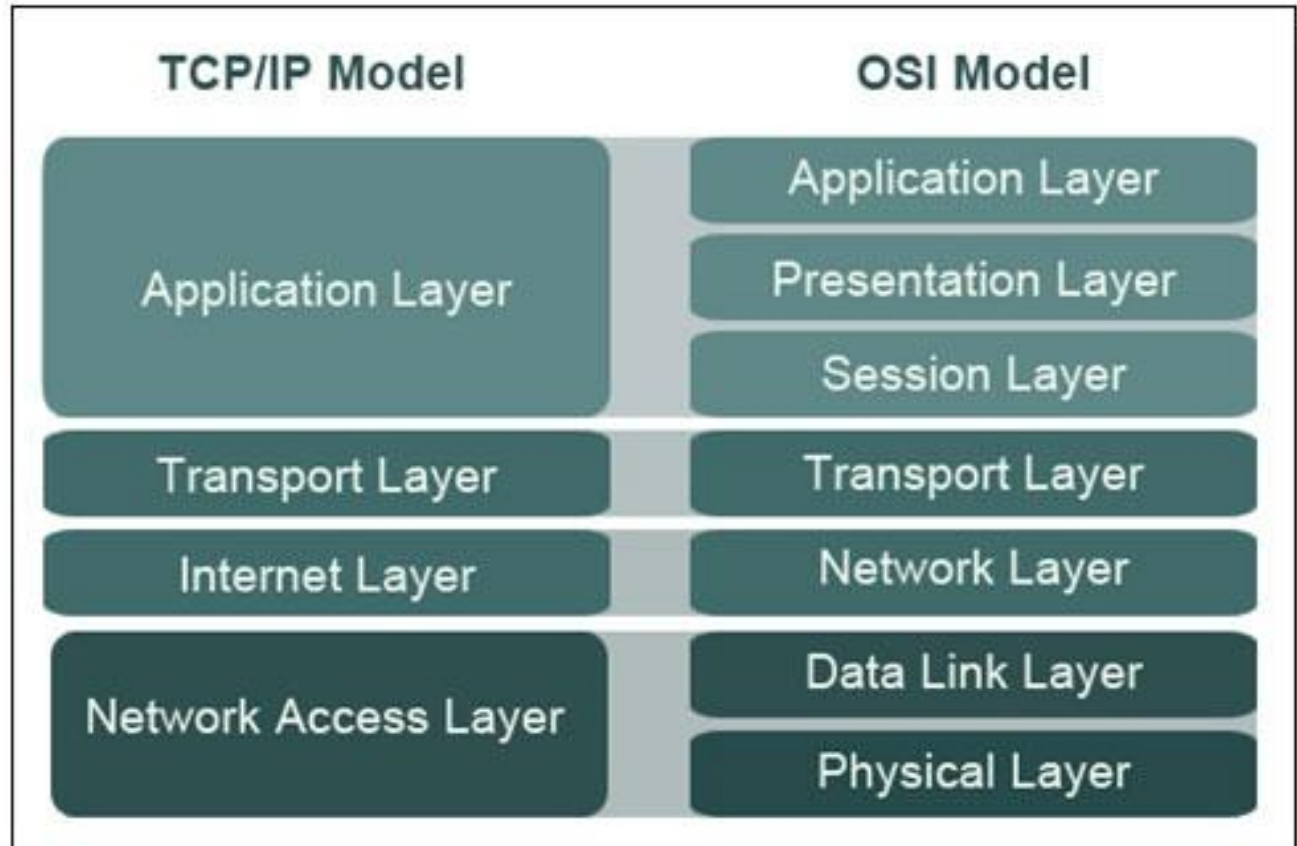 TCP/IP Model
OSI Model
Application Layer
Transport Layer
Internet Layer
Network Access Layer
Application Layer
Presentation Layer
Session Layer
Transport Layer
Network Layer
Data Link Layer
Physical Layer